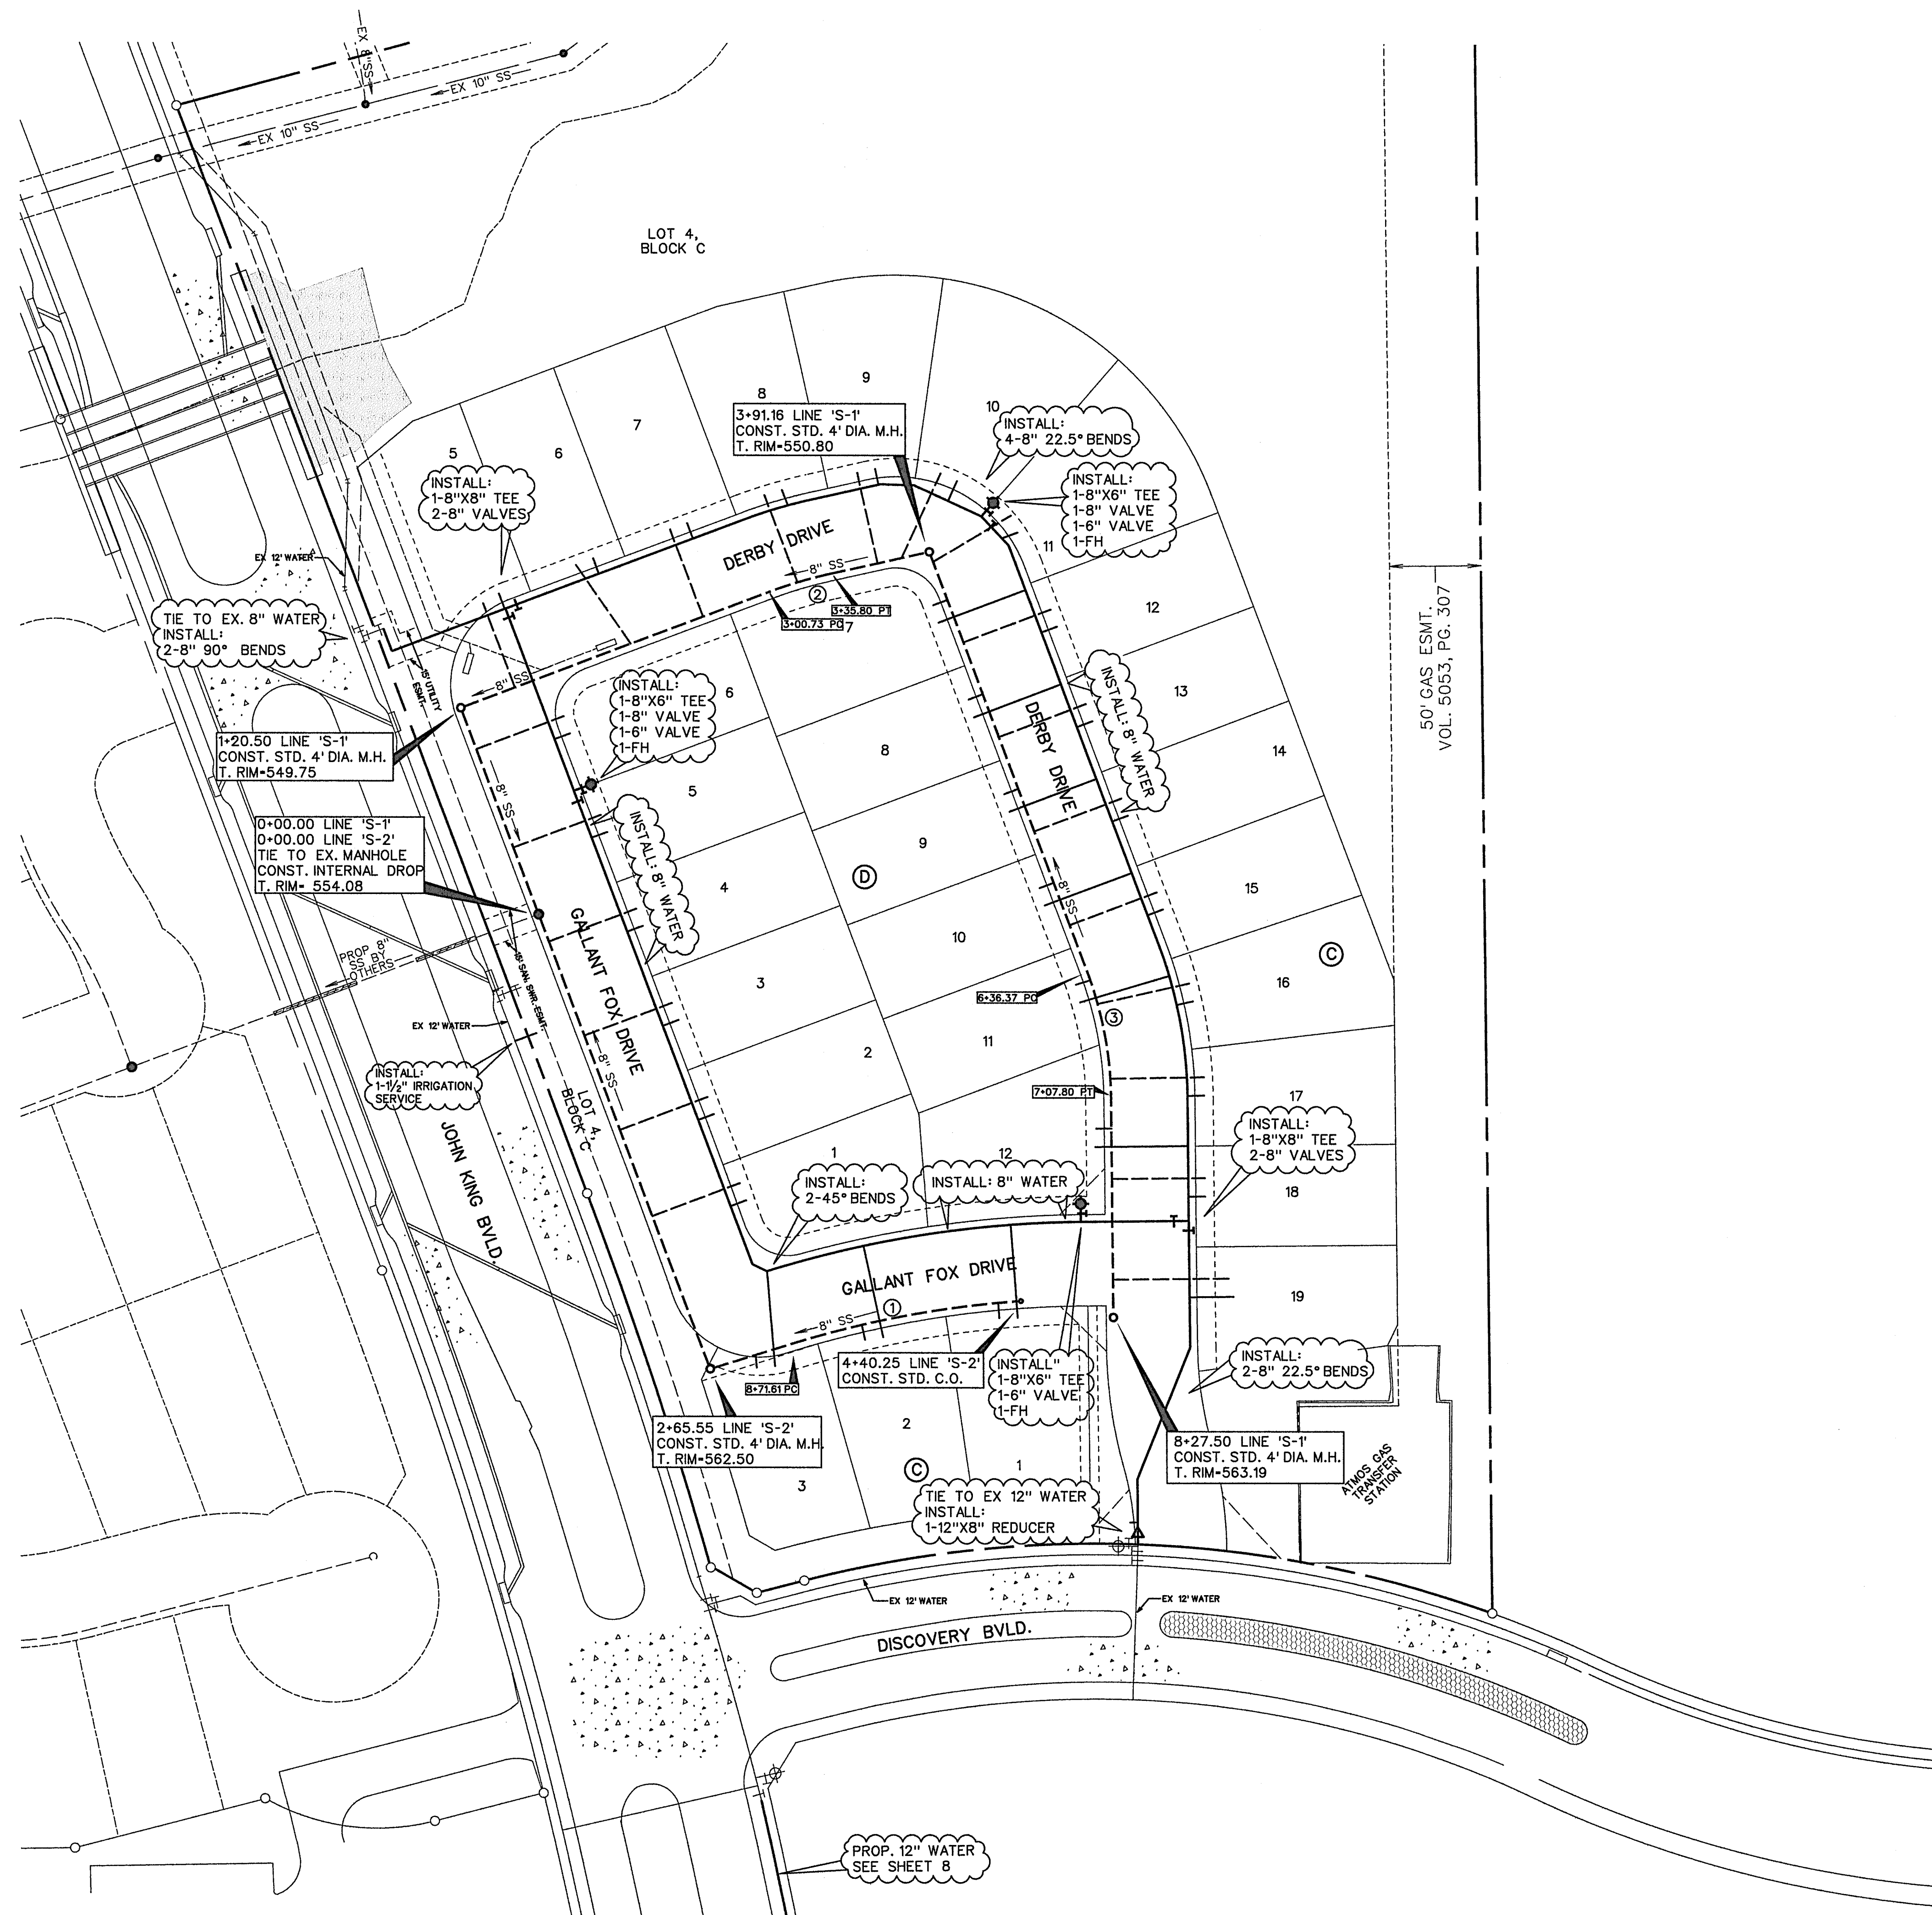 EX 8"SS
EX 10" SS
EX 10" SS
LOT 4,
BLOCK C
9
8
7
6
5
10
3+91.16 LINE 'S-1'
CONST. STD. 4' DIA. M.H.
T. RIM=550.80
INSTALL:
4-8" 22.5° BENDS
INSTALL:
1-8"X6" TEE
1-8" VALVE
1-6" VALVE
1-FH
INSTALL:
1-8"X8" TEE
2-8" VALVES
DERBY DRIVE
8" SS
2
3+35.80 PT
3+00.73 PC
7
11
12
13
14
15
16
17
18
19
EX 12' WATER
TIE TO EX. 8" WATER
INSTALL:
2-8" 90° BENDS
15' UTILITY
ESMT.
8" SS
50' GAS ESMT.
VOL. 5053, PG. 307
INSTALL:
1-8"X6" TEE
1-8" VALVE
1-6" VALVE
1-FH
6
5
4
3
2
1
8
9
10
11
12
D
C
DERBY DRIVE
INSTALL: 8" WATER
1+20.50 LINE 'S-1'
CONST. STD. 4' DIA. M.H.
T. RIM=549.75
8" SS
INSTALL: 8" WATER
0+00.00 LINE 'S-1'
0+00.00 LINE 'S-2'
TIE TO EX. MANHOLE
CONST. INTERNAL DROP
T. RIM= 554.08
8" SS
GALLANT FOX DRIVE
PROP. 8"
SS BY
OTHERS
15' SAN. SWR. ESMT.
EX 12' WATER
6+36.37 PC
3
7+07.80 PT
8" SS
INSTALL:
1-1½" IRRIGATION
SERVICE
LOT 4,
BLOCK C
JOHN KING BVLD.
INSTALL:
1-8"X8" TEE
2-8" VALVES
INSTALL:
2-45° BENDS
INSTALL: 8" WATER
GALLANT FOX DRIVE
1
8" SS
8+71.61 PC
4+40.25 LINE 'S-2'
CONST. STD. C.O.
INSTALL"
1-8"X6" TEE
1-6" VALVE
1-FH
INSTALL:
2-8" 22.5° BENDS
2+65.55 LINE 'S-2'
CONST. STD. 4' DIA. M.H.
T. RIM=562.50
2
C
1
3
8+27.50 LINE 'S-1'
CONST. STD. 4' DIA. M.H.
T. RIM=563.19
ATMOS GAS
TRANSFER
STATION
TIE TO EX 12" WATER
INSTALL:
1-12"X8" REDUCER
EX 12' WATER
EX 12' WATER
DISCOVERY BVLD.
PROP. 12" WATER
SEE SHEET 8